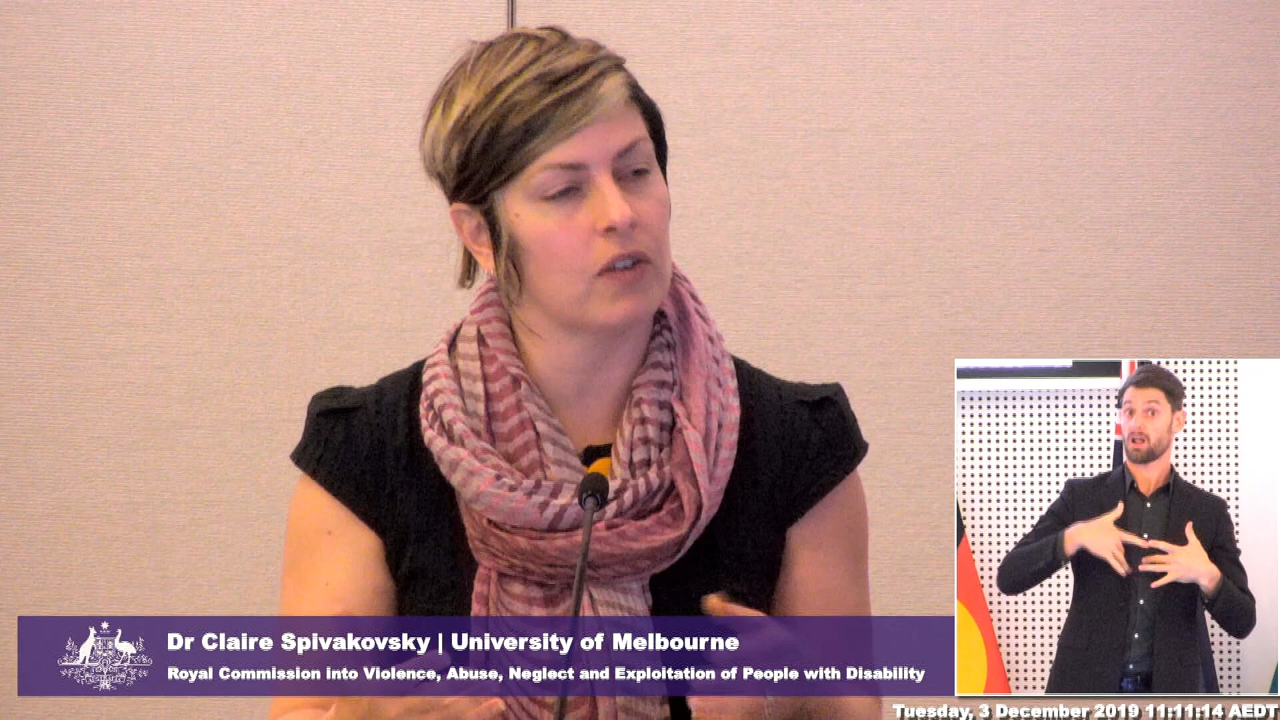 Dr Claire Spivakovsky | University of Melbourne
Royal Commission into Violence, Abuse, Neglect and Exploitation of People with Disability
Tuesday, 3 December 2019 11:11:14 AEDT